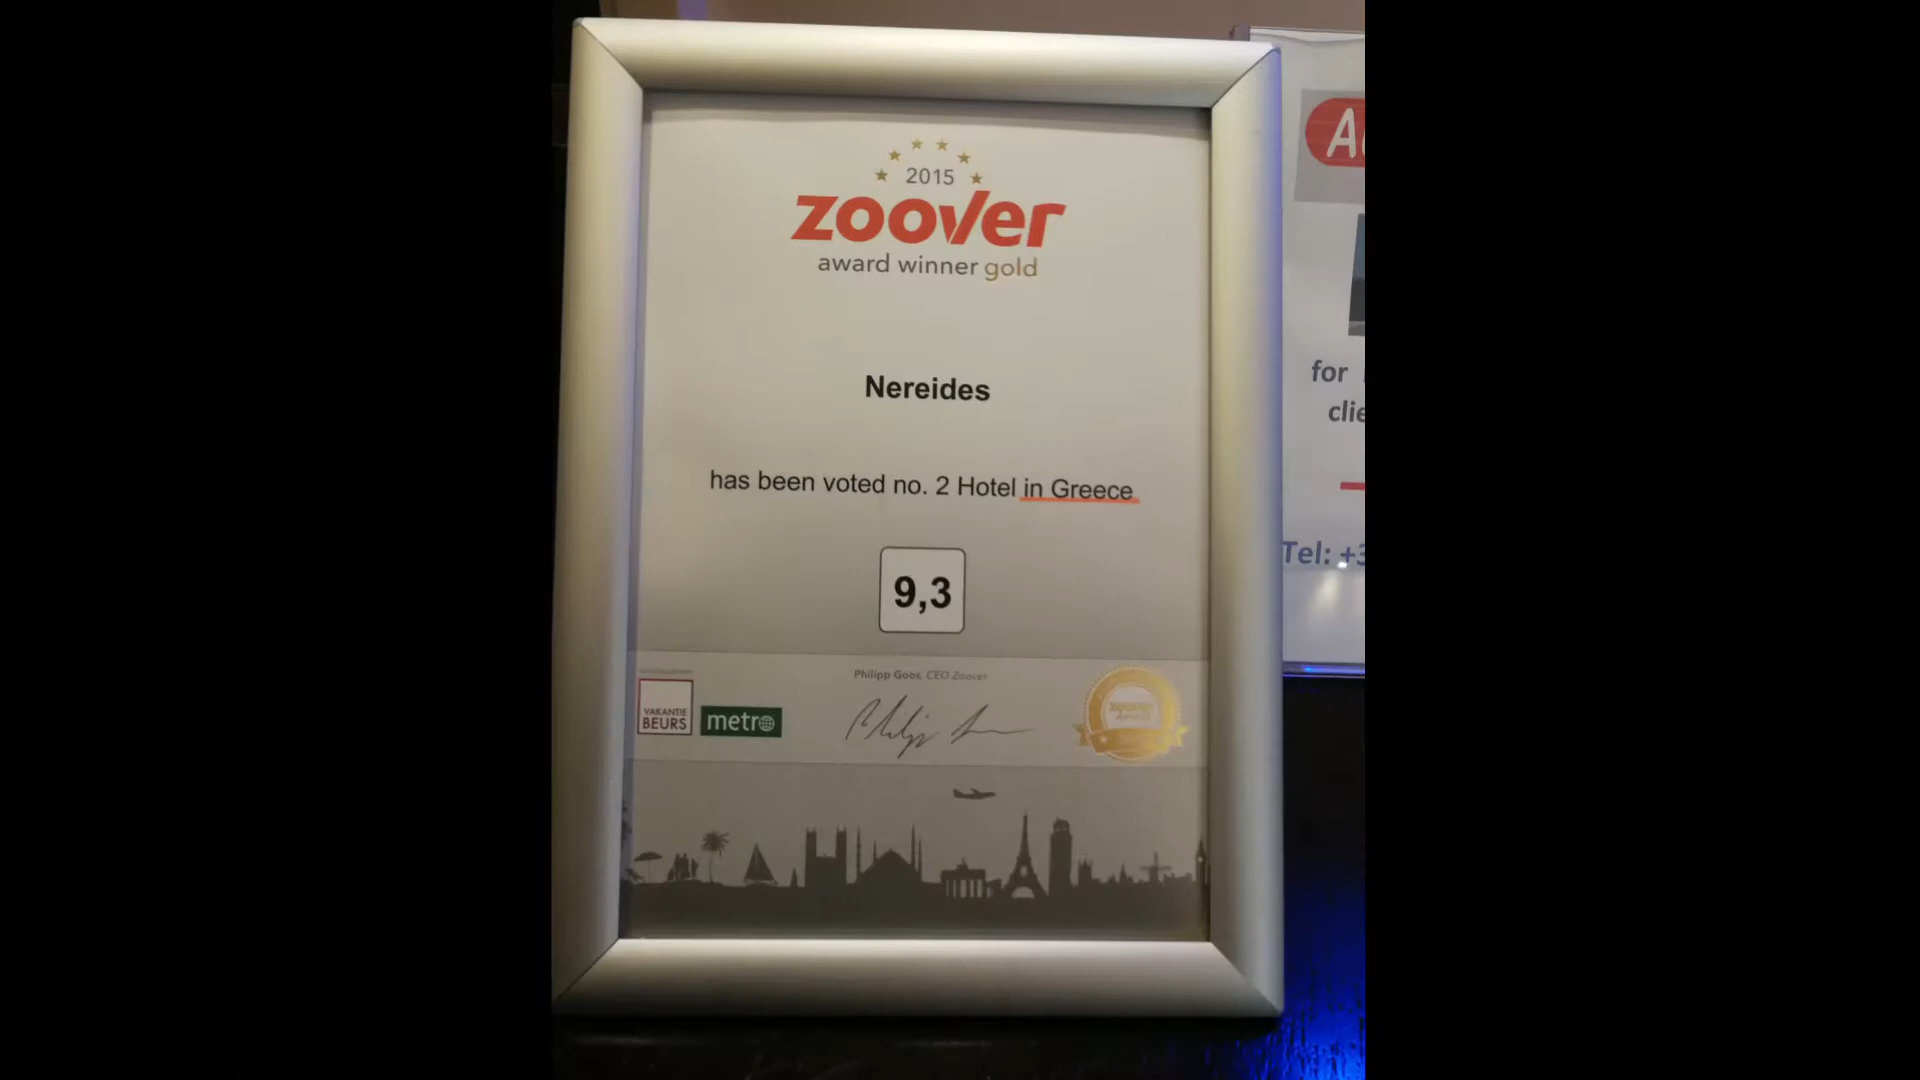 2015
zoover
award winner gold
Nereides
has been voted no. 2 Hotel in Greece
9,3
Philipp Goos, CEO Zoover
VAKANTIE
BEURS
metro
for
Tel: +3